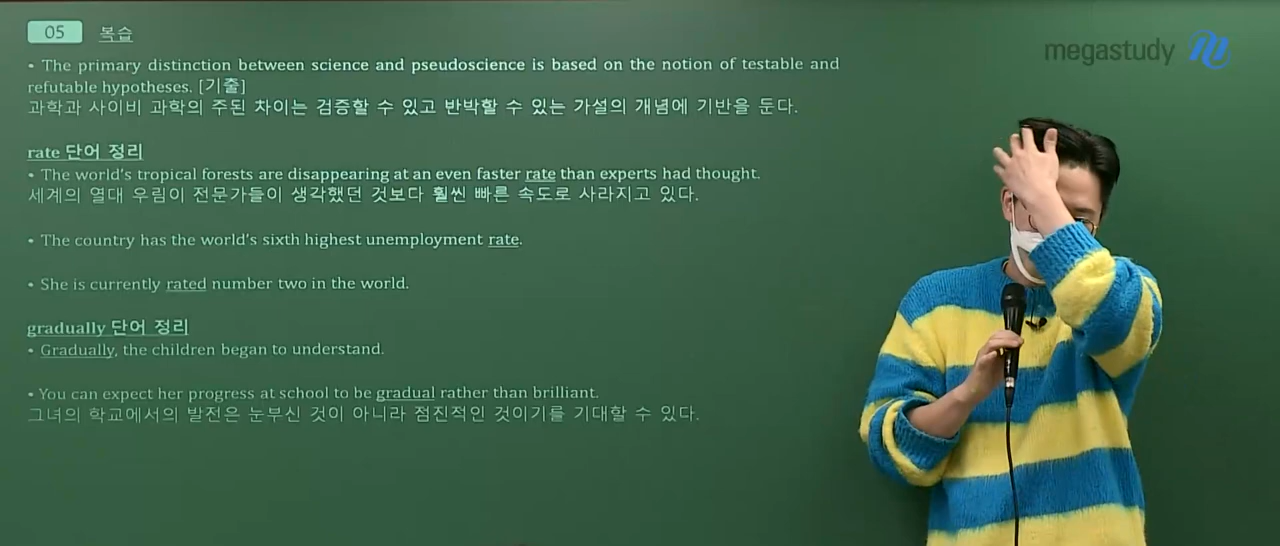 05 복습
megastudy
• The primary distinction between science and pseudoscience is based on the notion of testable and
refutable hypotheses. [기출]
과학과 사이비 과학의 주된 차이는 검증할 수 있고 반박할 수 있는 가설의 개념에 기반을 둔다.
rate 단어 정리
• The world's tropical forests are disappearing at an even faster rate than experts had thought.
세계의 열대 우림이 전문가들이 생각했던 것보다 훨씬 빠른 속도로 사라지고 있다.
• The country has the world's sixth highest unemployment rate.
• She is currently rated number two in the world.
gradually 단어 정리
• Gradually, the children began to understand.
• You can expect her progress at school to be gradual rather than brilliant.
그녀의 학교에서의 발전은 눈부신 것이 아니라 점진적인 것이기를 기대할 수 있다.